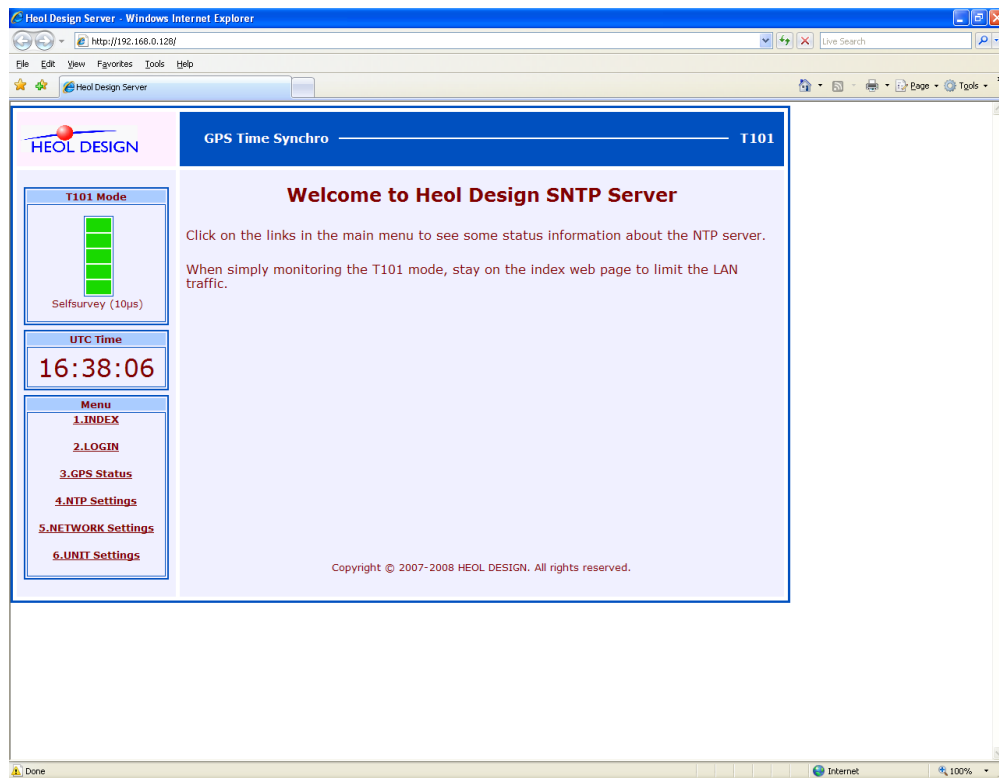 Heol Design Server - Windows Internet Explorer
http://192.168.0.128/
Live Search
File Edit View Favorites Tools Help
Heol Design Server
Page Tools
HEOL DESIGN
GPS Time Synchro T101
T101 Mode
Selfsurvey (10µs)
UTC Time
16:38:06
Menu
1.INDEX
2.LOGIN
3.GPS Status
4.NTP Settings
5.NETWORK Settings
6.UNIT Settings
Welcome to Heol Design SNTP Server
Click on the links in the main menu to see some status information about the NTP server.
When simply monitoring the T101 mode, stay on the index web page to limit the LAN
traffic.
Copyright © 2007-2008 HEOL DESIGN. All rights reserved.
Done Internet 100%